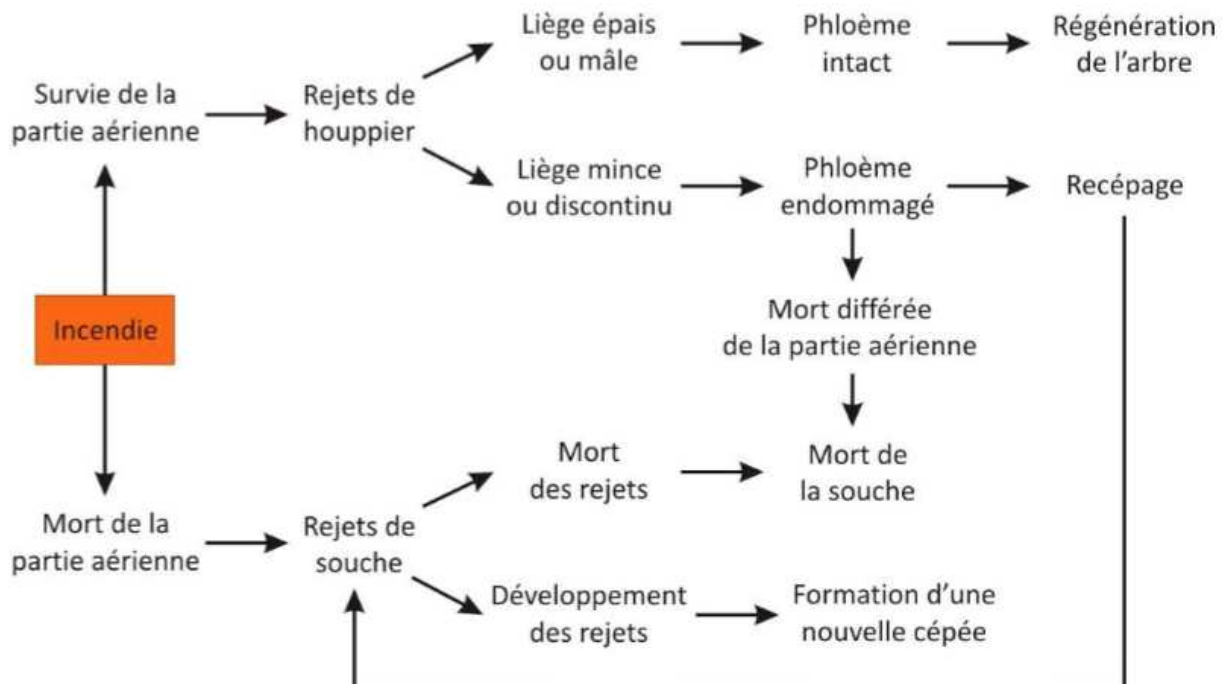 Liège épais
ou mâle
Phloème
intact
Régénération
de l'arbre
Survie de la
partie aérienne
Rejets de
houppier
Liège mince
ou discontinu
Phloème
endommagé
Recépage
Incendie
Mort différée
de la partie aérienne
Mort
des rejets
Mort de
la souche
Mort de la
partie aérienne
Rejets de
souche
Développement
des rejets
Formation d'une
nouvelle cépée